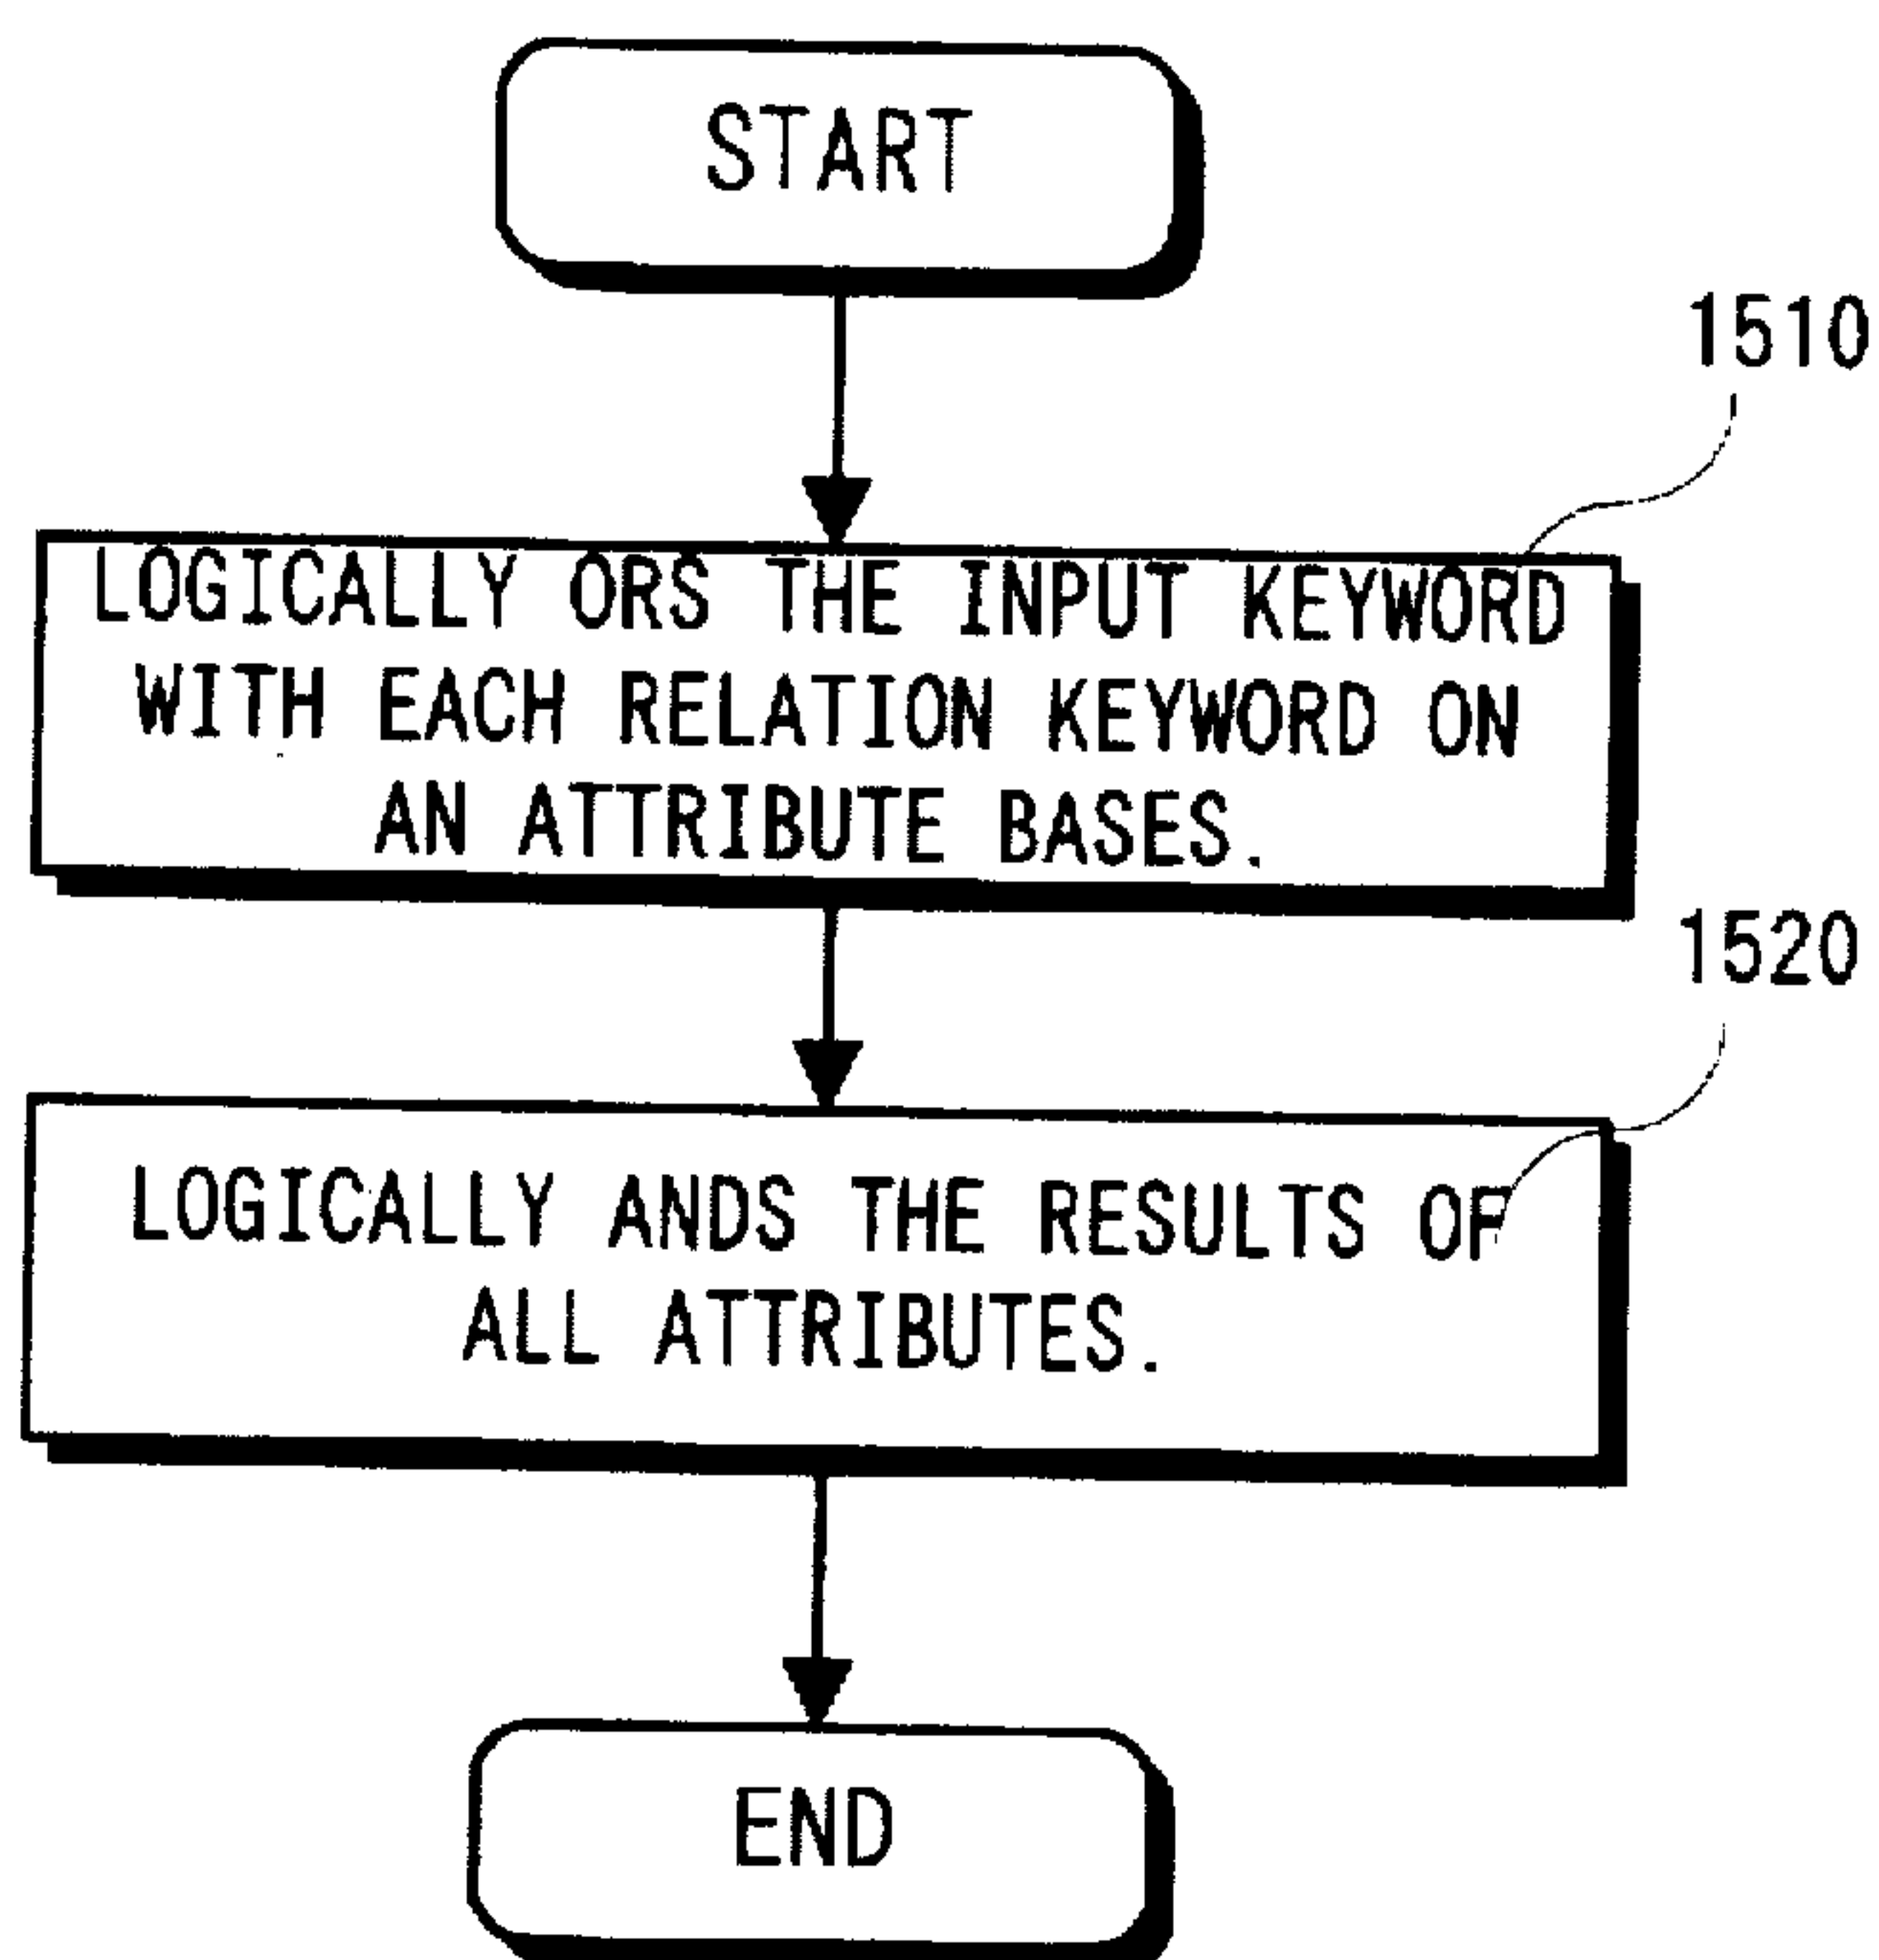 START
1510
LOGICALLY ORS THE INPUT KEYWORD
WITH EACH RELATION KEYWORD ON
AN ATTRIBUTE BASES.
1520
LOGICALLY ANDS THE RESULTS OF
ALL ATTRIBUTES.
END